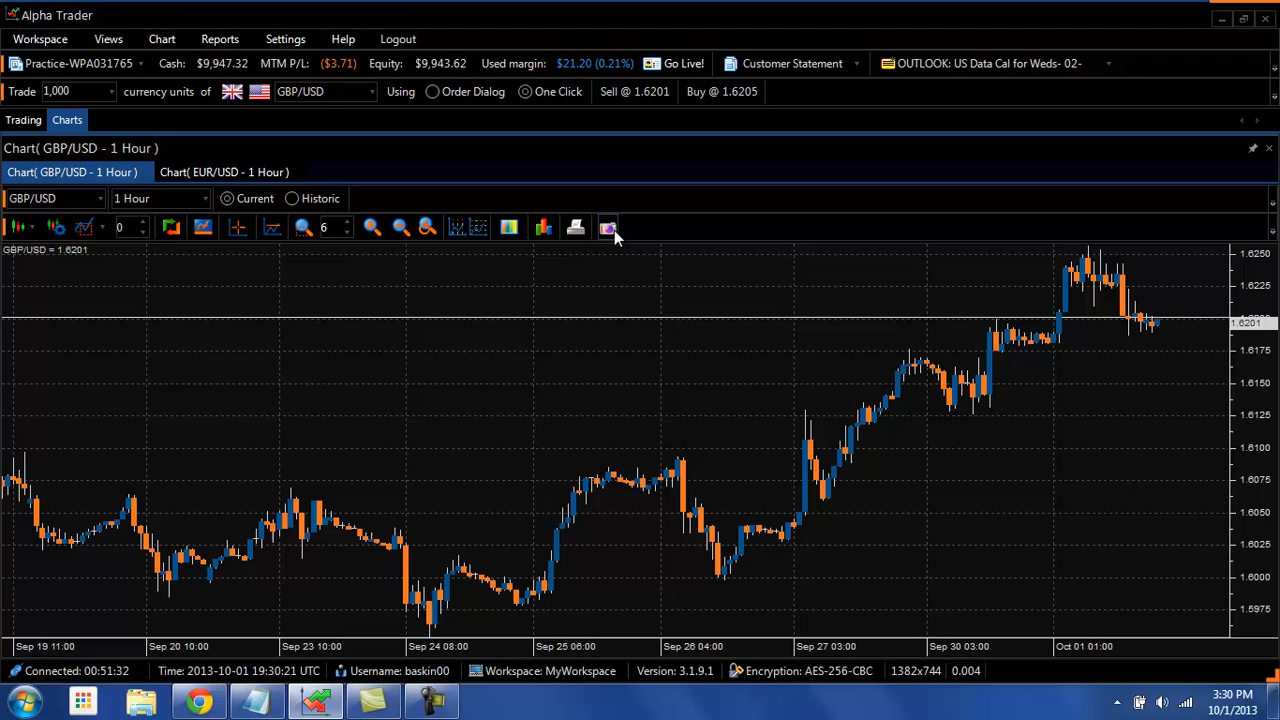 Alpha Trader
Workspace Views Chart Reports Settings Help Logout
Practice-WPA031765 Cash: $9,947.32 MTM P/L: ($3.71) Equity: $9,943.62 Used margin: $21.20 (0.21%) Go Live! Customer Statement OUTLOOK: US Data Cal for Weds- 02-
Trade 1,000 currency units of GBP/USD Using Order Dialog One Click Sell @ 1.6201 Buy @ 1.6205
Trading Charts
Chart( GBP/USD - 1 Hour )
Chart( GBP/USD - 1 Hour ) Chart( EUR/USD - 1 Hour )
GBP/USD 1 Hour Current Historic
0 6
GBP/USD = 1.6201
1.6250
1.6225
1.6201
1.6175
1.6150
1.6125
1.6100
1.6075
1.6050
1.6025
1.6000
1.5975
Sep 19 11:00 Sep 20 10:00 Sep 23 10:00 Sep 24 08:00 Sep 25 06:00 Sep 26 04:00 Sep 27 03:00 Sep 30 03:00 Oct 01 01:00
Connected: 00:51:32 Time: 2013-10-01 19:30:21 UTC Username: baskin00 Workspace: MyWorkspace Version: 3.1.9.1 Encryption: AES-256-CBC 1382x744 0.004
3:30 PM
10/1/2013